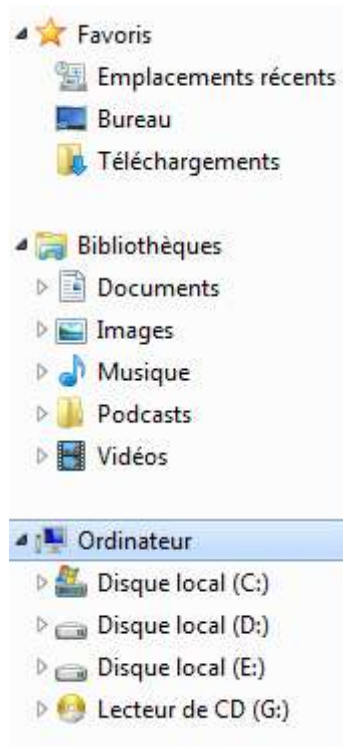 Favoris
Emplacements récents
Bureau
Téléchargements
Bibliothèques
Documents
Images
Musique
Podcasts
Vidéos
Ordinateur
Disque local (C:)
Disque local (D:)
Disque local (E:)
Lecteur de CD (G:)